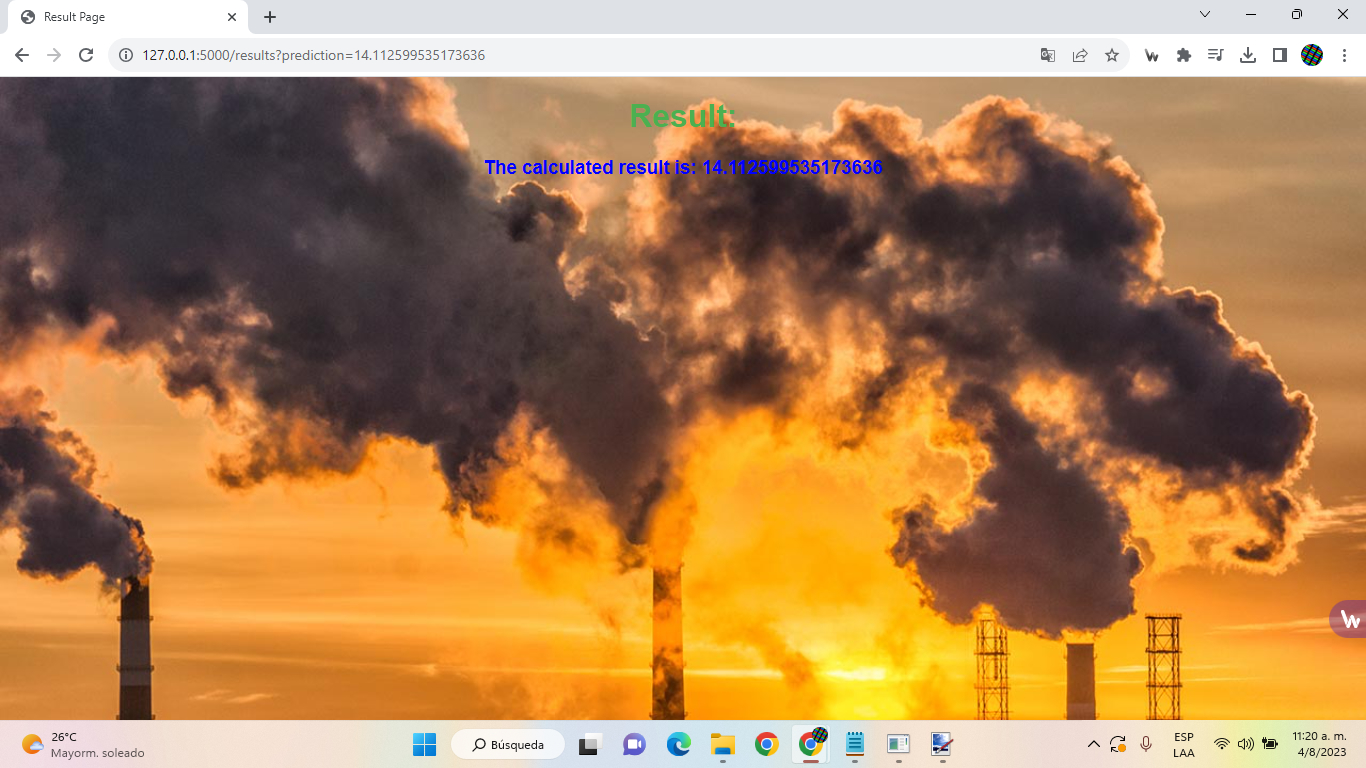 Result Page
127.0.0.1:5000/results?prediction=14.112599535173636
Result:
The calculated result is: 14.112599535173636
26°C
Mayorm. soleado
Búsqueda
ESP
LAA
11:20 a. m.
4/8/2023